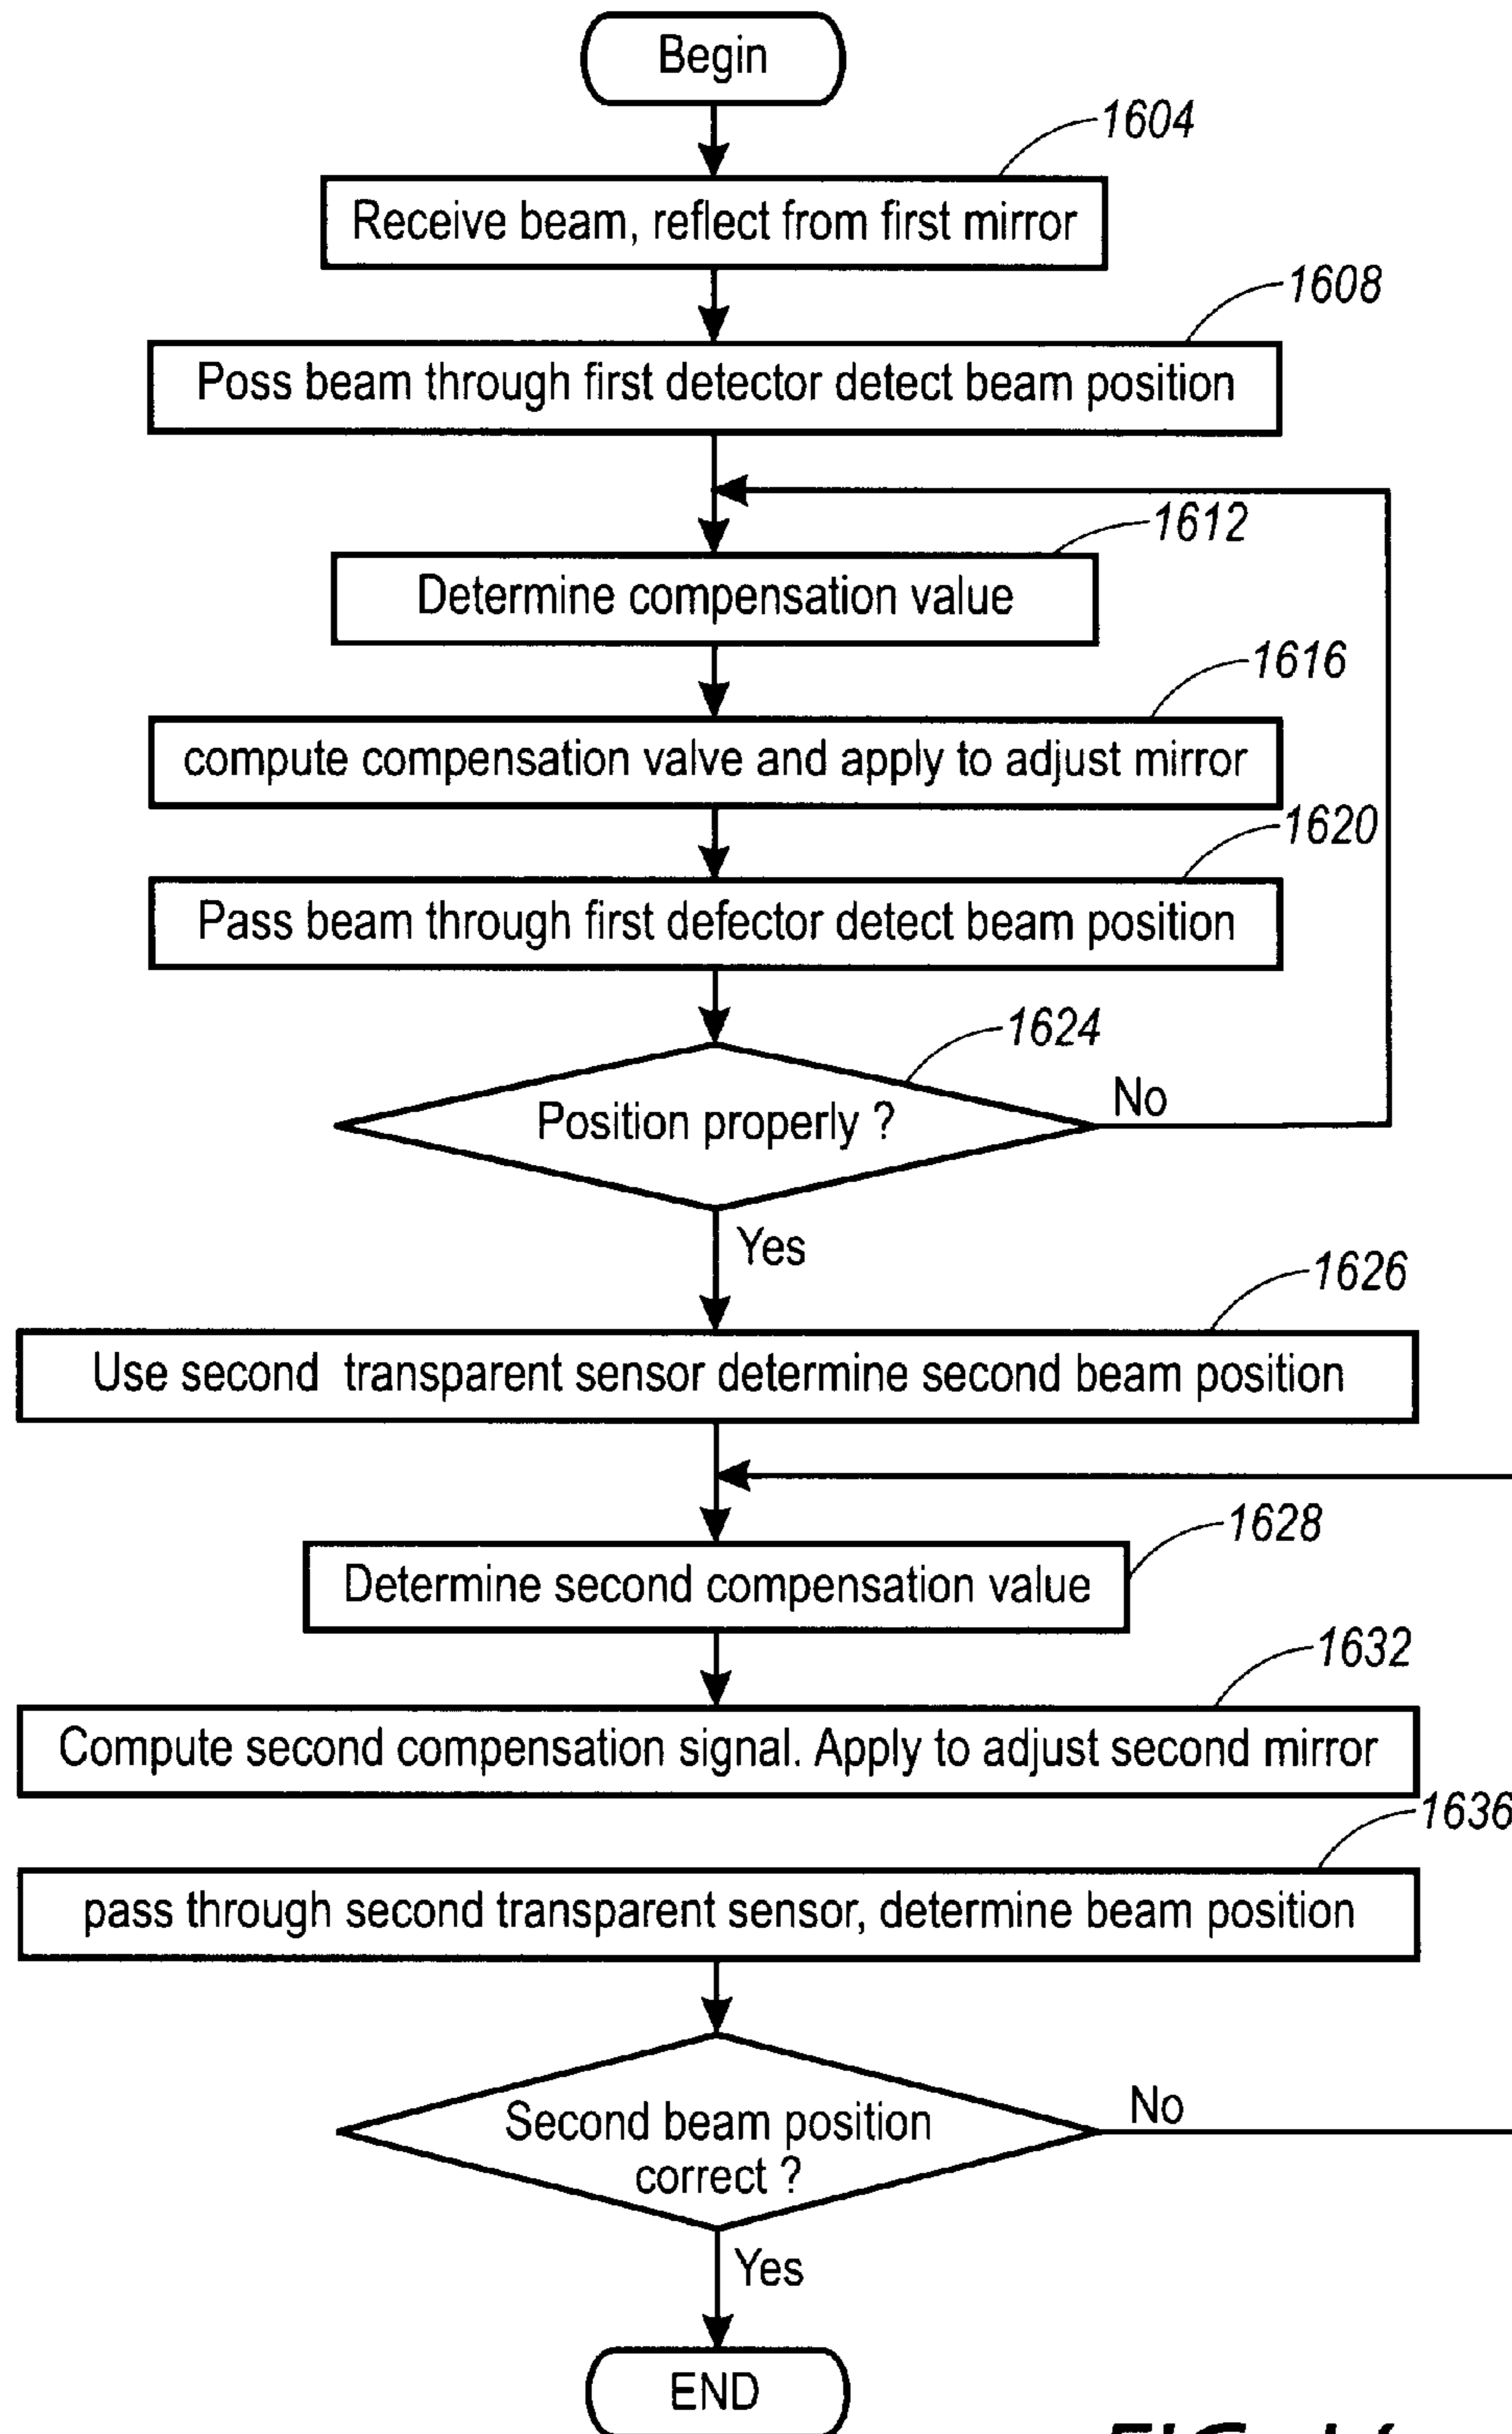 Begin
1604
Receive beam, reflect from first mirror
1608
Poss beam through first detector detect beam position
1612
Determine compensation value
1616
compute compensation valve and apply to adjust mirror
1620
Pass beam through first defector detect beam position
1624
Position properly ?
No
Yes
1626
Use second transparent sensor determine second beam position
1628
Determine second compensation value
1632
Compute second compensation signal. Apply to adjust second mirror
1636
pass through second transparent sensor, determine beam position
Second beam position
correct ?
No
Yes
END